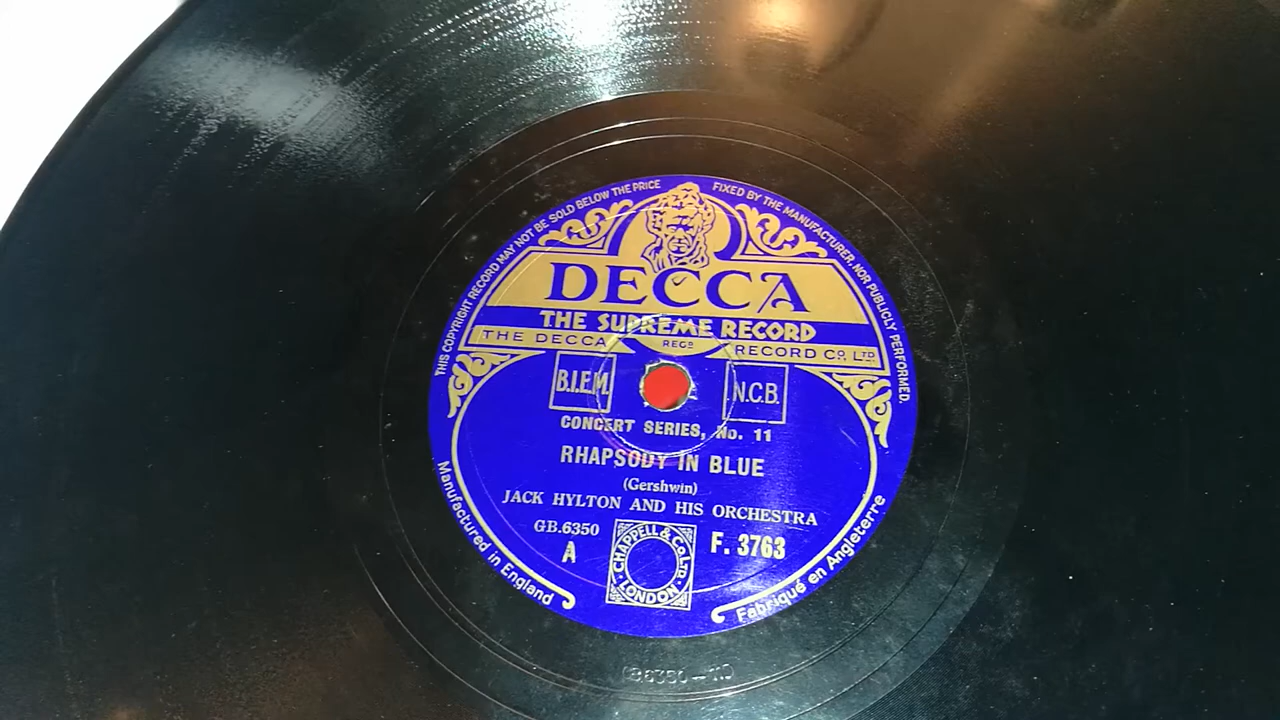 THIS COPYRIGHT RECORD MAY NOT BE SOLD BELOW THE PRICE FIXED BY THE MANUFACTURER, NOR PUBLICLY PERFORMED.
DECCA
THE SUPREME RECORD
THE DECCA REGD RECORD CO. LTD
B.I.E.M. N.C.B.
CONCERT SERIES, No. 11
RHAPSODY IN BLUE
(Gershwin)
JACK HYLTON AND HIS ORCHESTRA
GB.6350
A
CHAPPELL & CO LTD
LONDON
F. 3763
Manufactured in England
Fabriqué en Angleterre